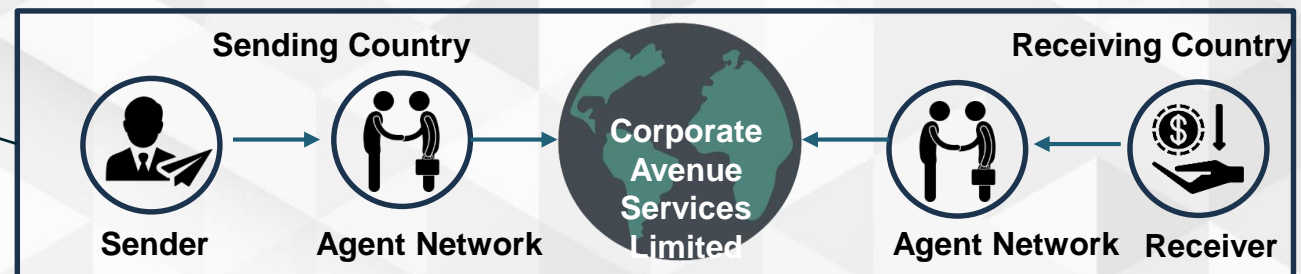 Sending Country
Receiving Country
Corporate
Avenue
Services
Limited
Sender
Agent Network
Agent Network
Receiver